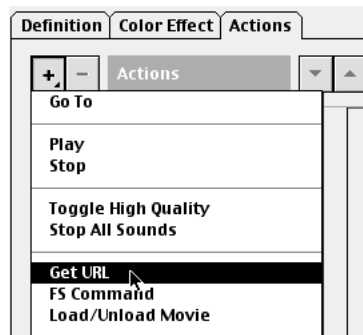 Definition Color Effect Actions
+ - Actions
Go To
Play
Stop
Toggle High Quality
Stop All Sounds
Get URL
FS Command
Load/Unload Movie